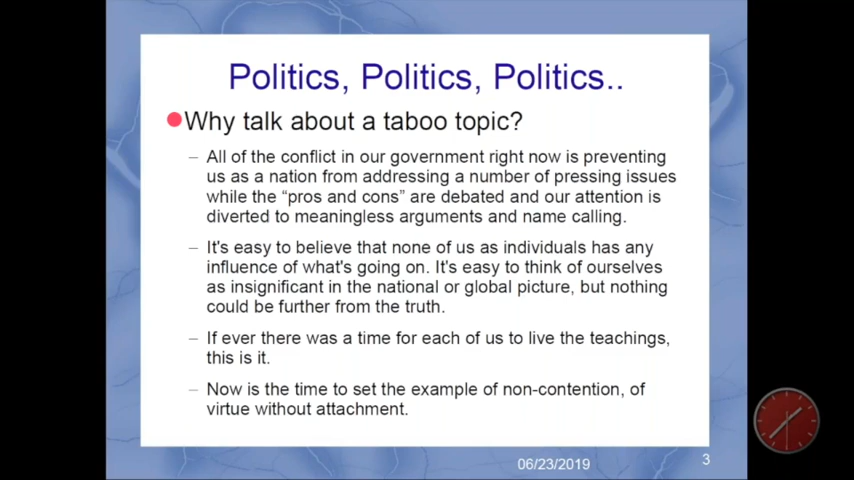 Politics, Politics, Politics..
Why talk about a taboo topic?
– All of the conflict in our government right now is preventing
us as a nation from addressing a number of pressing issues
while the “pros and cons” are debated and our attention is
diverted to meaningless arguments and name calling.
– It's easy to believe that none of us as individuals has any
influence of what's going on. It's easy to think of ourselves
as insignificant in the national or global picture, but nothing
could be further from the truth.
– If ever there was a time for each of us to live the teachings,
this is it.
– Now is the time to set the example of non-contention, of
virtue without attachment.
06/23/2019
3